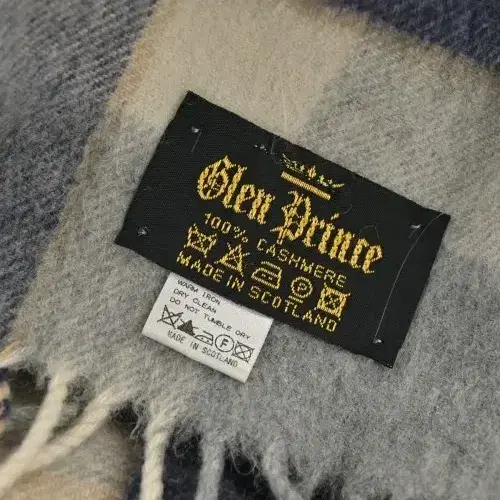 Glen Prince
100% CASHMERE
MADE IN SCOTLAND
WARM IRON
DRY CLEAN
DO NOT TUMBLE DRY
F
MADE IN SCOTLAND